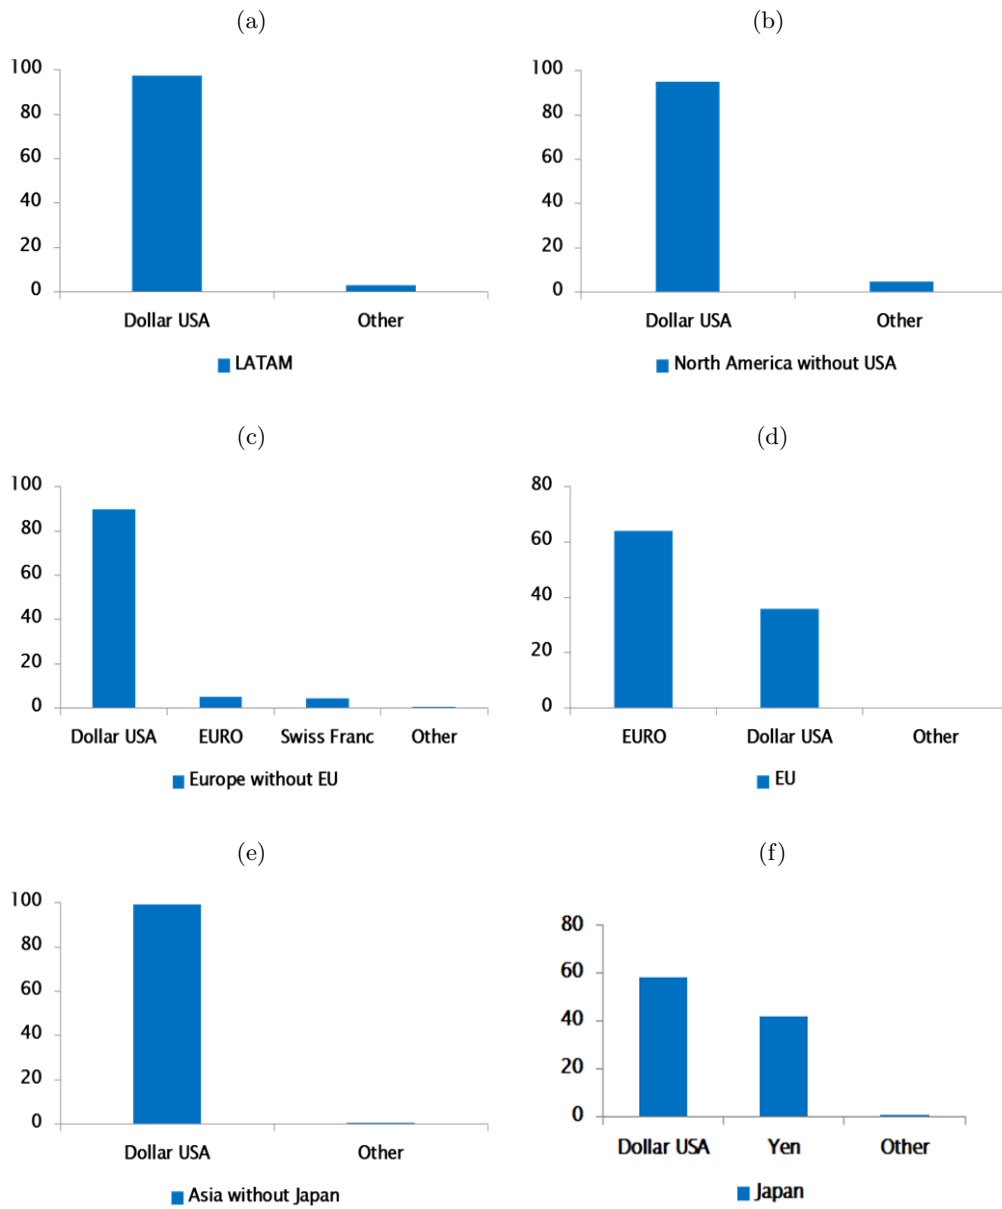 (a)
100
80
60
40
20
0
Dollar USA Other
LATAM
(b)
100
80
60
40
20
0
Dollar USA Other
North America without USA
(c)
100
80
60
40
20
0
Dollar USA EURO Swiss Franc Other
Europe without EU
(d)
80
60
40
20
0
EURO Dollar USA Other
EU
(e)
100
80
60
40
20
0
Dollar USA Other
Asia without Japan
(f)
80
60
40
20
0
Dollar USA Yen Other
Japan